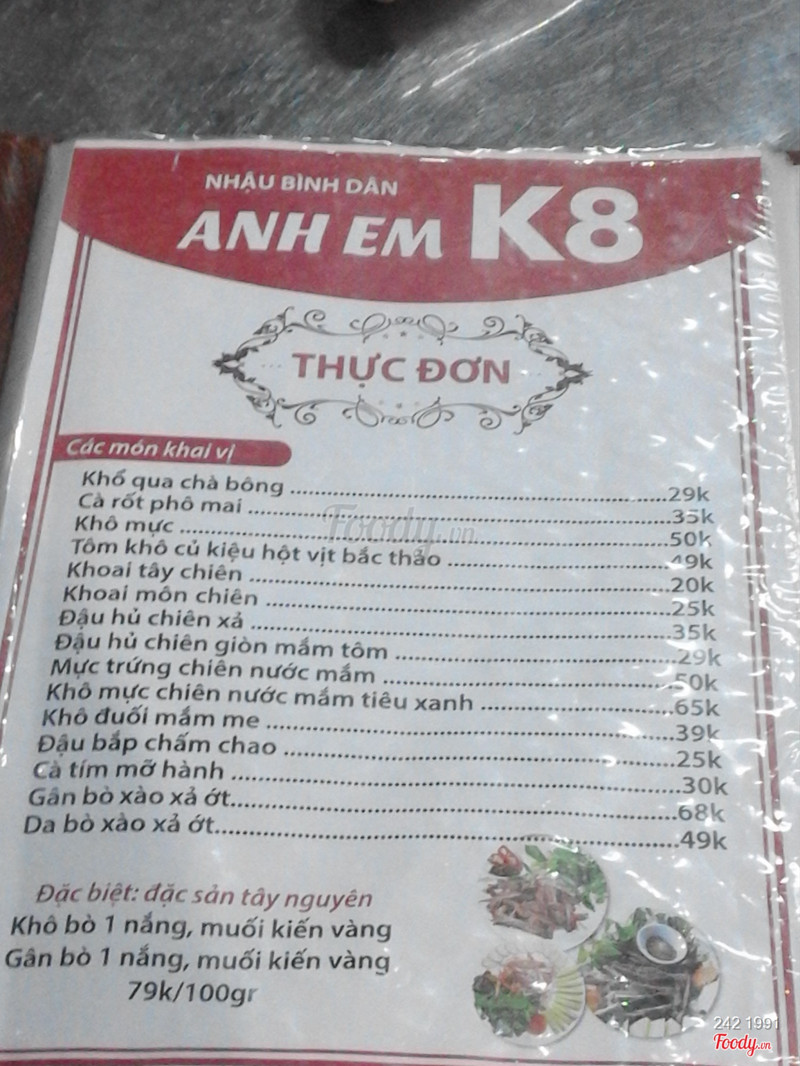 NHẬU BÌNH DÂN
ANH EM K8
THỰC ĐƠN
Các món khai vị
Khổ qua chà bông 29k
Cà rốt phô mai 35k
Khô mực 50k
Tôm khô củ kiệu hột vịt bắc thảo 49k
Khoai tây chiên 20k
Khoai môn chiên 25k
Đậu hủ chiên xả 35k
Đậu hủ chiên giòn mắm tôm 29k
Mực trứng chiên nước mắm 50k
Khô mực chiên nước mắm tiêu xanh 65k
Khô đuối mắm me 39k
Đậu bắp chấm chao 25k
Cà tím mỡ hành 30k
Gân bò xào xả ớt 68k
Da bò xào xả ớt 49k
Đặc biệt: đặc sản tây nguyên
Khô bò 1 nắng, muối kiến vàng
Gân bò 1 nắng, muối kiến vàng
79k/100gr
Foody.vn
242 1991
Foody.vn